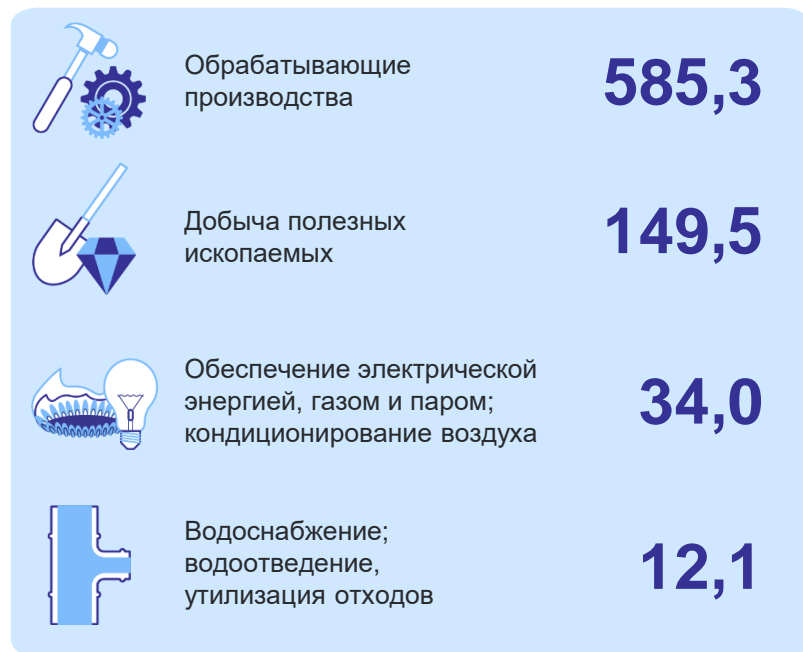 Обрабатывающие
производства
585,3
Добыча полезных
ископаемых
149,5
Обеспечение электрической
энергией, газом и паром;
кондиционирование воздуха
34,0
Водоснабжение;
водоотведение,
утилизация отходов
12,1